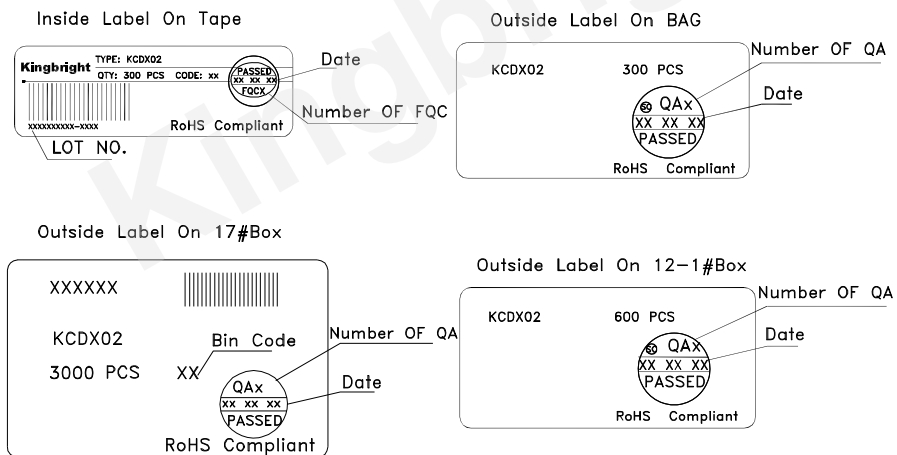 Inside Label On Tape
Kingbright
TYPE: KCDX02
QTY: 300 PCS CODE: xx
PASSED
xx xx xx
FQCX
Date
Number OF FQC
xxxxxxxxxx-xxxx
RoHS Compliant
LOT NO.
Outside Label On BAG
KCDX02 300 PCS
QAx
XX XX XX
PASSED
RoHS Compliant
Number OF QA
Date
Outside Label On 17#Box
XXXXXX
KCDX02
Bin Code
3000 PCS XX
QAx
xx xx xx
PASSED
RoHS Compliant
Number OF QA
Date
Outside Label On 12-1#Box
KCDX02 600 PCS
QAx
XX XX XX
PASSED
RoHS Compliant
Number OF QA
Date
Kingbright